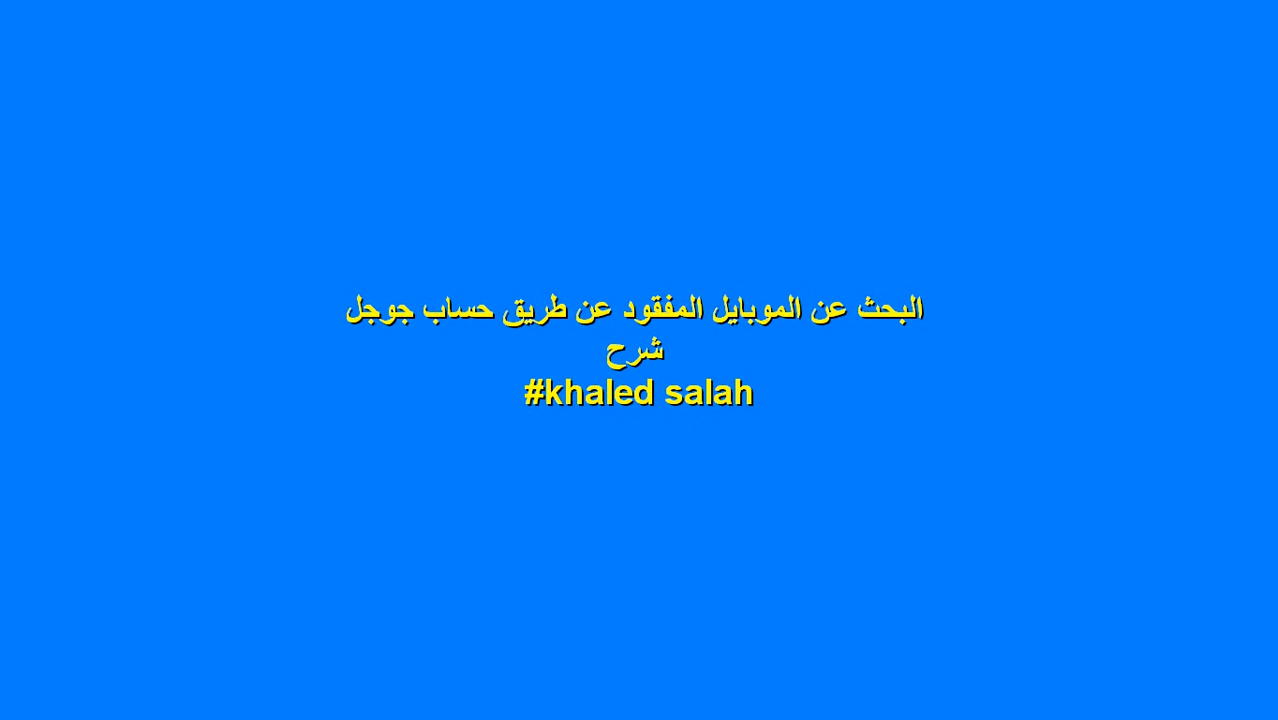 البحث عن الموبايل المفقود عن طريق حساب جوجل
شرح
#khaled salah